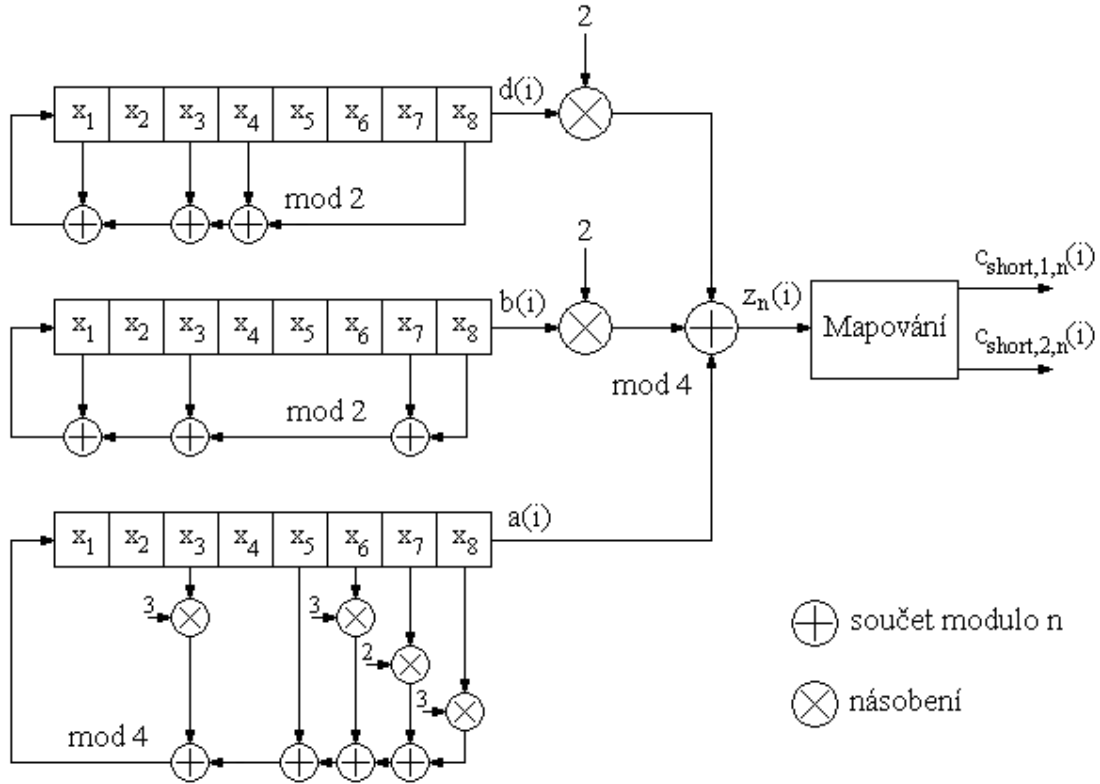 2
x1 x2 x3 x4 x5 x6 x7 x8 d(i)
mod 2
2
x1 x2 x3 x4 x5 x6 x7 x8 b(i)
mod 2
zn(i)
mod 4
Mapování
cshort,1,n(i)
cshort,2,n(i)
x1 x2 x3 x4 x5 x6 x7 x8 a(i)
3
3
2
3
mod 4
součet modulo n
násobení